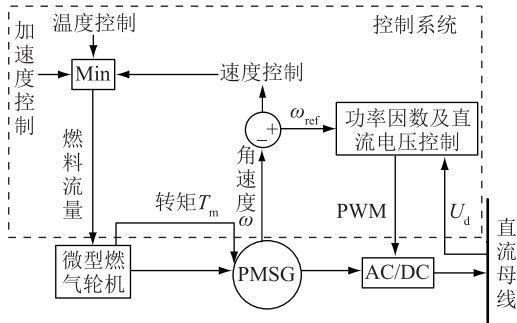 温度控制
控制系统
加速度控制
Min
速度控制
ω_ref
+
−
功率因数及直
流电压控制
燃料流量
角速度ω
转矩T_m
PWM
U_d
直流母线
微型燃
气轮机
PMSG
AC/DC